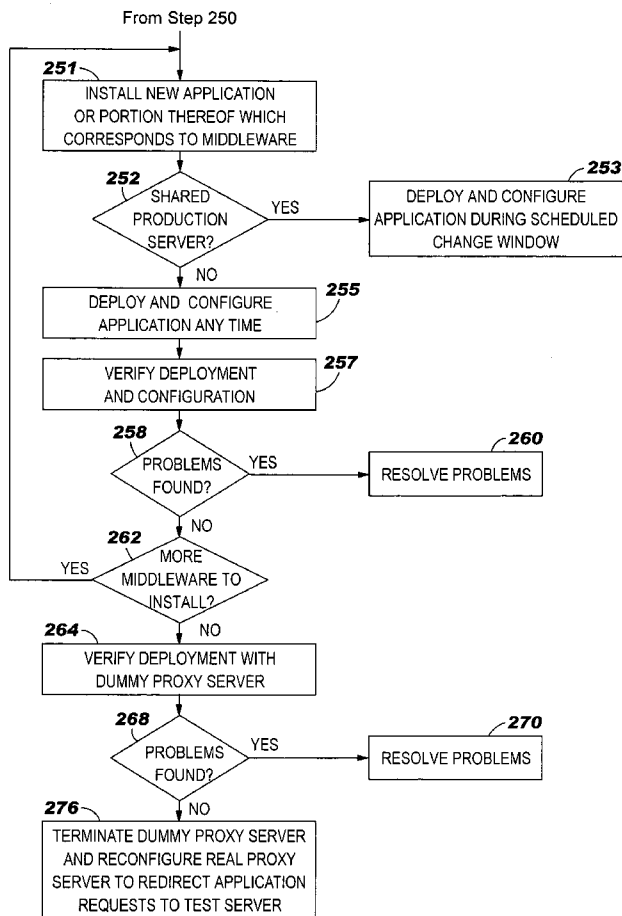 From Step 250
251
INSTALL NEW APPLICATION
OR PORTION THEREOF WHICH
CORRESPONDS TO MIDDLEWARE
252
SHARED
PRODUCTION
SERVER?
YES
NO
253
DEPLOY AND CONFIGURE
APPLICATION DURING SCHEDULED
CHANGE WINDOW
DEPLOY AND CONFIGURE
APPLICATION ANY TIME
255
VERIFY DEPLOYMENT
AND CONFIGURATION
257
258
PROBLEMS
FOUND?
YES
NO
260
RESOLVE PROBLEMS
262
MORE
MIDDLEWARE TO
INSTALL?
YES
NO
264
VERIFY DEPLOYMENT WITH
DUMMY PROXY SERVER
268
PROBLEMS
FOUND?
YES
NO
270
RESOLVE PROBLEMS
276
TERMINATE DUMMY PROXY SERVER
AND RECONFIGURE REAL PROXY
SERVER TO REDIRECT APPLICATION
REQUESTS TO TEST SERVER